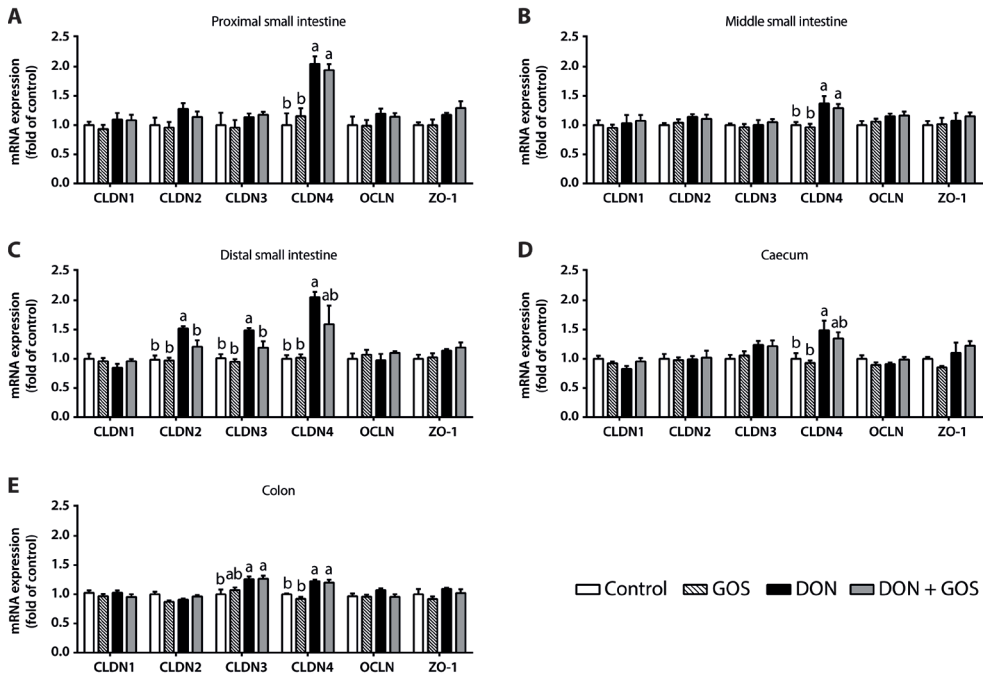 A
Proximal small intestine
mRNA expression
(fold of control)
2.5
2.0
1.5
1.0
0.5
0.0
b b a a
CLDN1 CLDN2 CLDN3 CLDN4 OCLN ZO-1
B
Middle small intestine
mRNA expression
(fold of control)
2.5
2.0
1.5
1.0
0.5
0.0
b b a a
CLDN1 CLDN2 CLDN3 CLDN4 OCLN ZO-1
C
Distal small intestine
mRNA expression
(fold of control)
2.5
2.0
1.5
1.0
0.5
0.0
b b a b b b a b b b a ab
CLDN1 CLDN2 CLDN3 CLDN4 OCLN ZO-1
D
Caecum
mRNA expression
(fold of control)
2.5
2.0
1.5
1.0
0.5
0.0
b b a ab
CLDN1 CLDN2 CLDN3 CLDN4 OCLN ZO-1
E
Colon
mRNA expression
(fold of control)
2.5
2.0
1.5
1.0
0.5
0.0
b ab a a b b a a
CLDN1 CLDN2 CLDN3 CLDN4 OCLN ZO-1
Control GOS DON DON + GOS